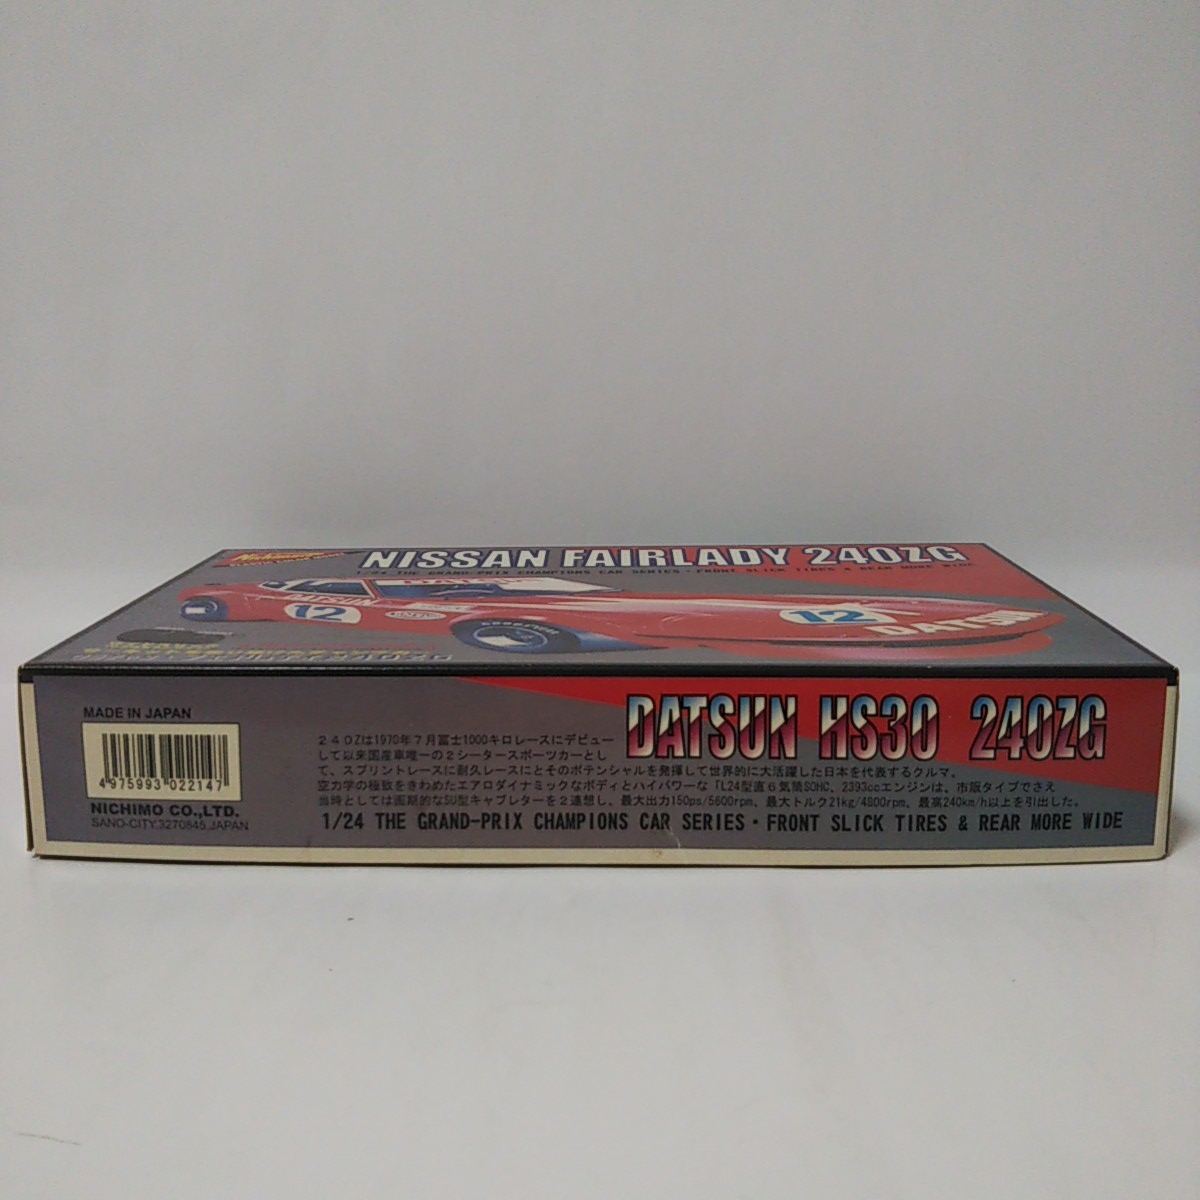 Nichimo
NISSAN FAIRLADY 240ZG
1/24 THE GRAND-PRIX CHAMPIONS CAR SERIES・FRONT SLICK TIRES & REAR MORE WIDE
DATSUN
DATSUN
12
GOODYEAR
12
DATSUN
MADE IN JAPAN
4 975993 022147
NICHIMO CO.,LTD.
SANO-CITY,3270845,JAPAN
DATSUN HS30 240ZG
240Zは1970年7月富士1000キロレースにデビュー
して以来国産車唯一の2シータースポーツカーとし
て、スプリントレースに耐久レースにとそのポテンシャルを発揮して世界的に大活躍した日本を代表するクルマ。
空力学の極致をきわめたエアロダイナミックなボディとハイパワーな「L24型直6気筒SOHC、2393ccエンジンは、市販タイプでさえ
当時としては画期的なSU型キャブレターを2連想し、最大出力150ps/5600rpm、最大トルク21kg/4800rpm、最高240km/h以上を引出した。
1/24 THE GRAND-PRIX CHAMPIONS CAR SERIES・FRONT SLICK TIRES & REAR MORE WIDE